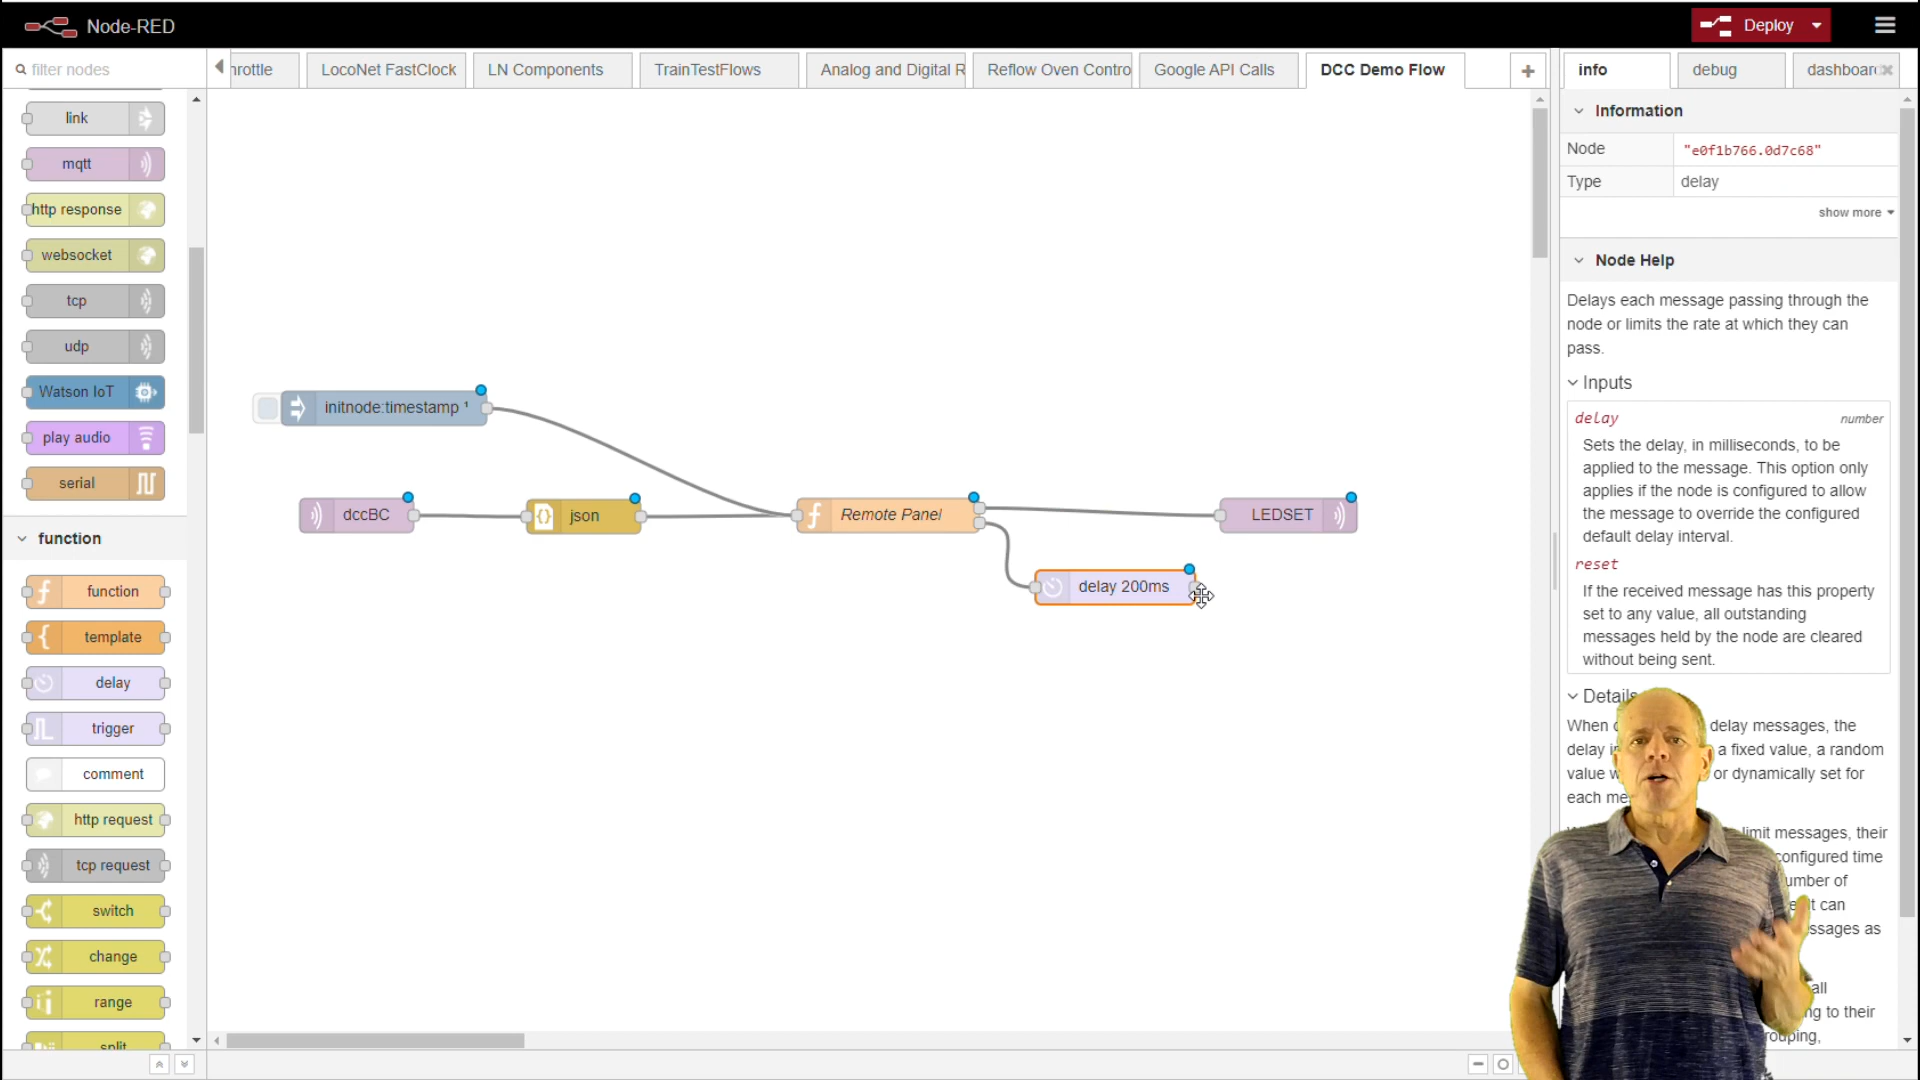 Node-RED
Deploy
filter nodes
hrottle
LocoNet FastClock
LN Components
TrainTestFlows
Analog and Digital R
Reflow Oven Contro
Google API Calls
DCC Demo Flow
info
debug
dashboar
link
mqtt
http response
websocket
tcp
udp
Watson IoT
play audio
serial
function
function
template
delay
trigger
comment
http request
tcp request
switch
change
range
split
initnode:timestamp ¹
dccBC
json
Remote Panel
LEDSET
delay 200ms
Information
Node
"e0f1b766.0d7c68"
Type
delay
show more
Node Help
Delays each message passing through the
node or limits the rate at which they can
pass.
Inputs
delay
number
Sets the delay, in milliseconds, to be
applied to the message. This option only
applies if the node is configured to allow
the message to override the configured
default delay interval.
reset
If the received message has this property
set to any value, all outstanding
messages held by the node are cleared
without being sent.
Details
When delay messages, the
delay a fixed value, a random
value or dynamically set for
each
limit messages, their
configured time
can
as
all
to their